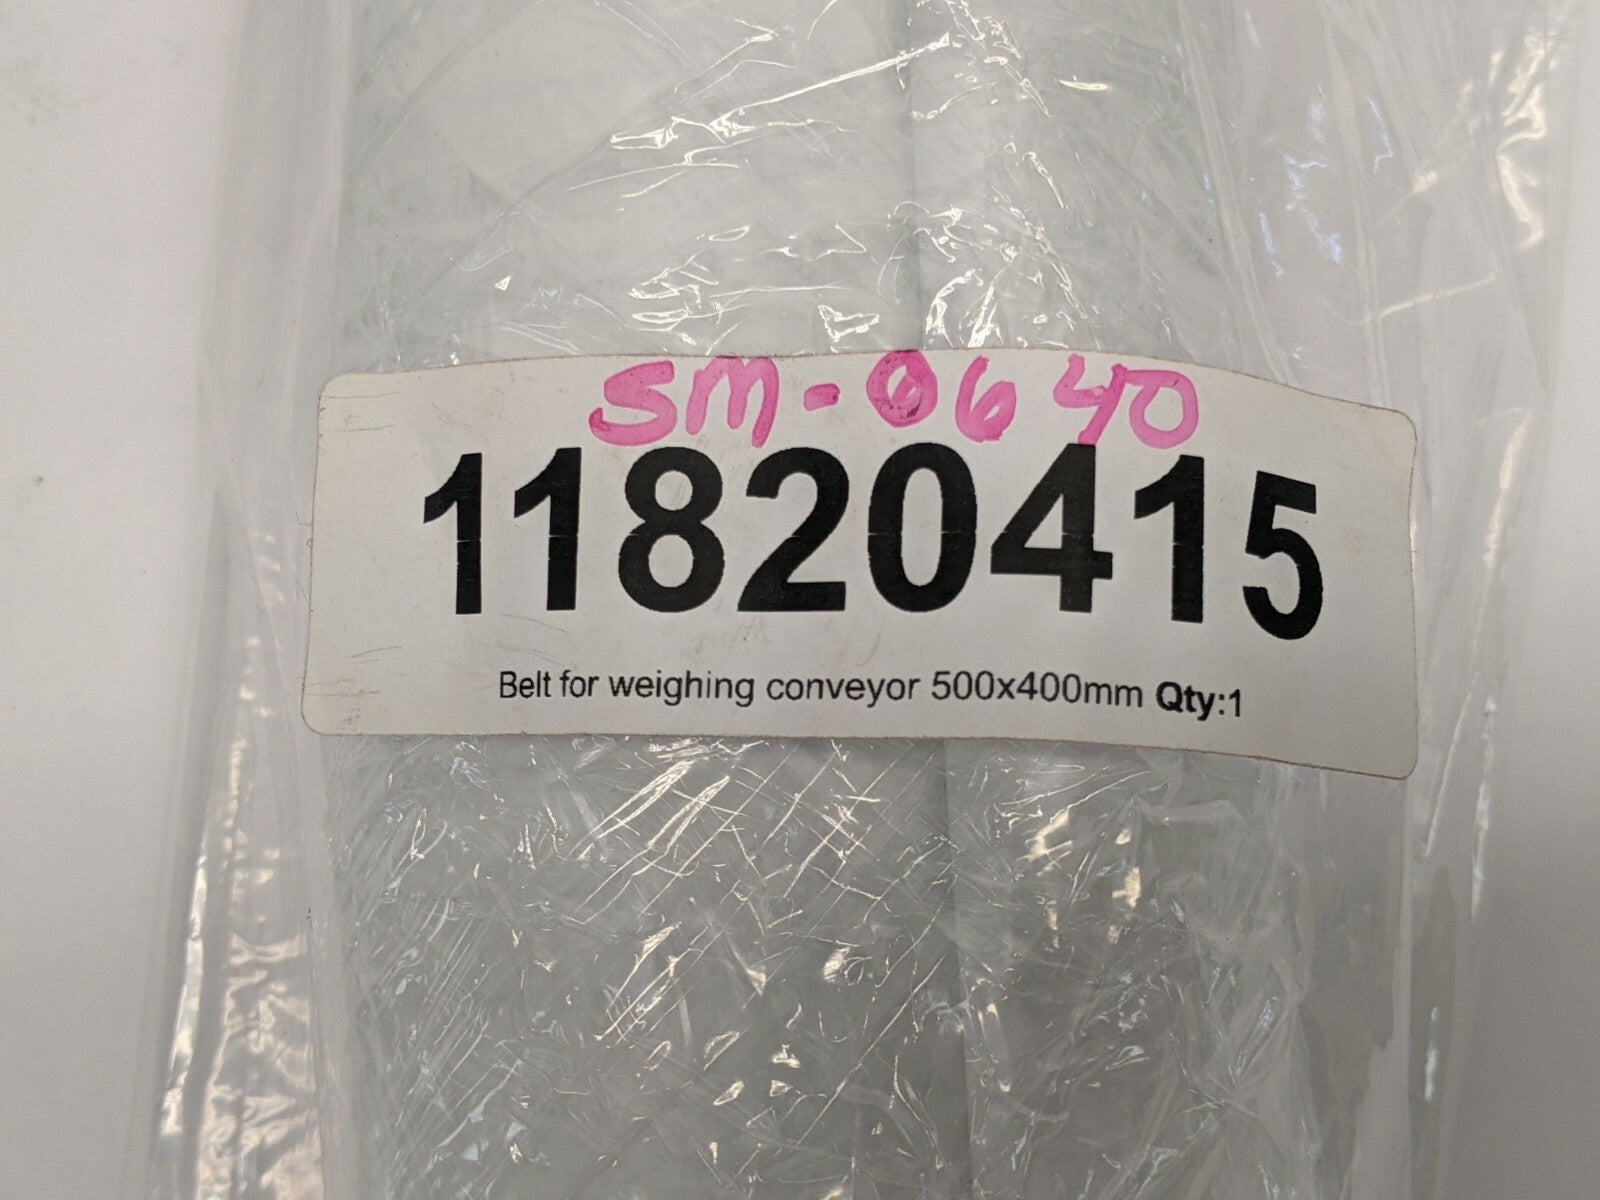 SM-0640
11820415
Belt for weighing conveyor 500x400mm Qty:1